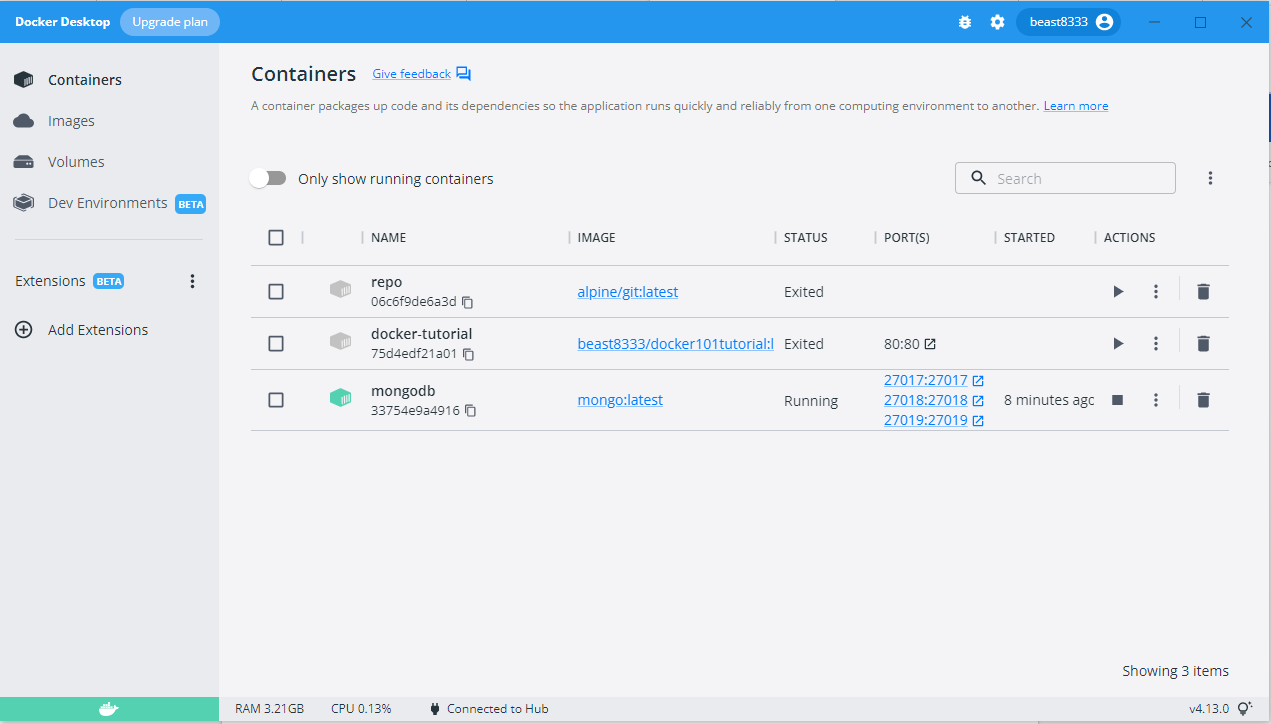 Docker Desktop Upgrade plan beast8333
Containers
Images
Volumes
Dev Environments BETA
Extensions BETA
Add Extensions
Containers Give feedback
A container packages up code and its dependencies so the application runs quickly and reliably from one computing environment to another. Learn more
Only show running containers Search
NAME IMAGE STATUS PORT(S) STARTED ACTIONS
repo
06c6f9de6a3d
alpine/git:latest Exited
docker-tutorial
75d4edf21a01
beast8333/docker101tutorial:l Exited 80:80
mongodb
33754e9a4916
mongo:latest Running
27017:27017
27018:27018
27019:27019
8 minutes agc
Showing 3 items
RAM 3.21GB CPU 0.13% Connected to Hub v4.13.0